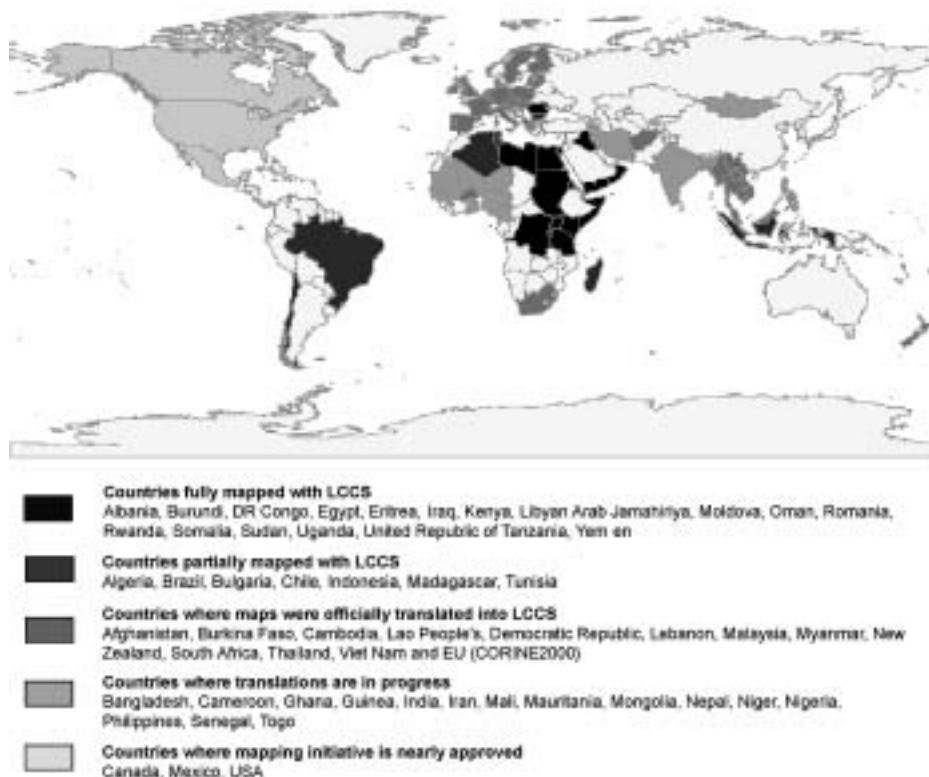 Countries fully mapped with LCCS
Albania, Burundi, DR Congo, Egypt, Eritrea, Iraq, Kenya, Libyan Arab Jamahiriya, Moldova, Oman, Romania,
Rwanda, Somalia, Sudan, Uganda, United Republic of Tanzania, Yem en
Countries partially mapped with LCCS
Algeria, Brazil, Bulgaria, Chile, Indonesia, Madagascar, Tunisia
Countries where maps were officially translated into LCCS
Afghanistan, Burkina Faso, Cambodia, Lao People's, Democratic Republic, Lebanon, Malaysia, Myanmar, New
Zealand, South Africa, Thailand, Viet Nam and EU (CORINE2000)
Countries where translations are in progress
Bangladesh, Cameroon, Ghana, Guinea, India, Iran, Mali, Mauritania, Mongolia, Nepal, Niger, Nigeria,
Philippines, Senegal, Togo
Countries where mapping initiative is nearly approved
Canada, Mexico, USA